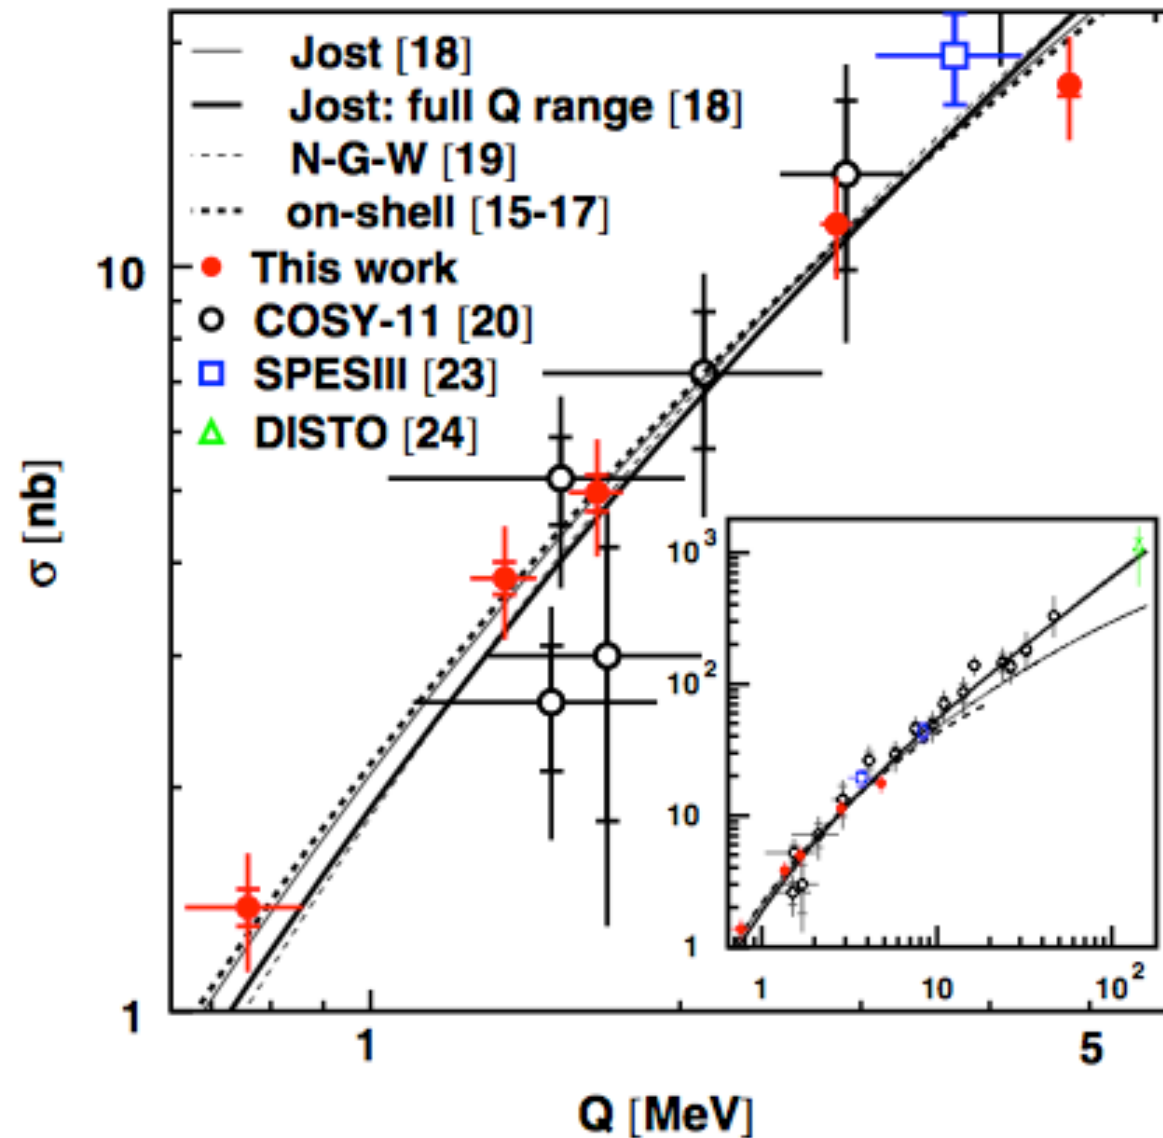 Jost [18]
Jost: full Q range [18]
N-G-W [19]
on-shell [15-17]
This work
COSY-11 [20]
SPESIII [23]
DISTO [24]
σ [nb]
10
1
1
5
Q [MeV]
10³
10²
10
1
1
10
10²